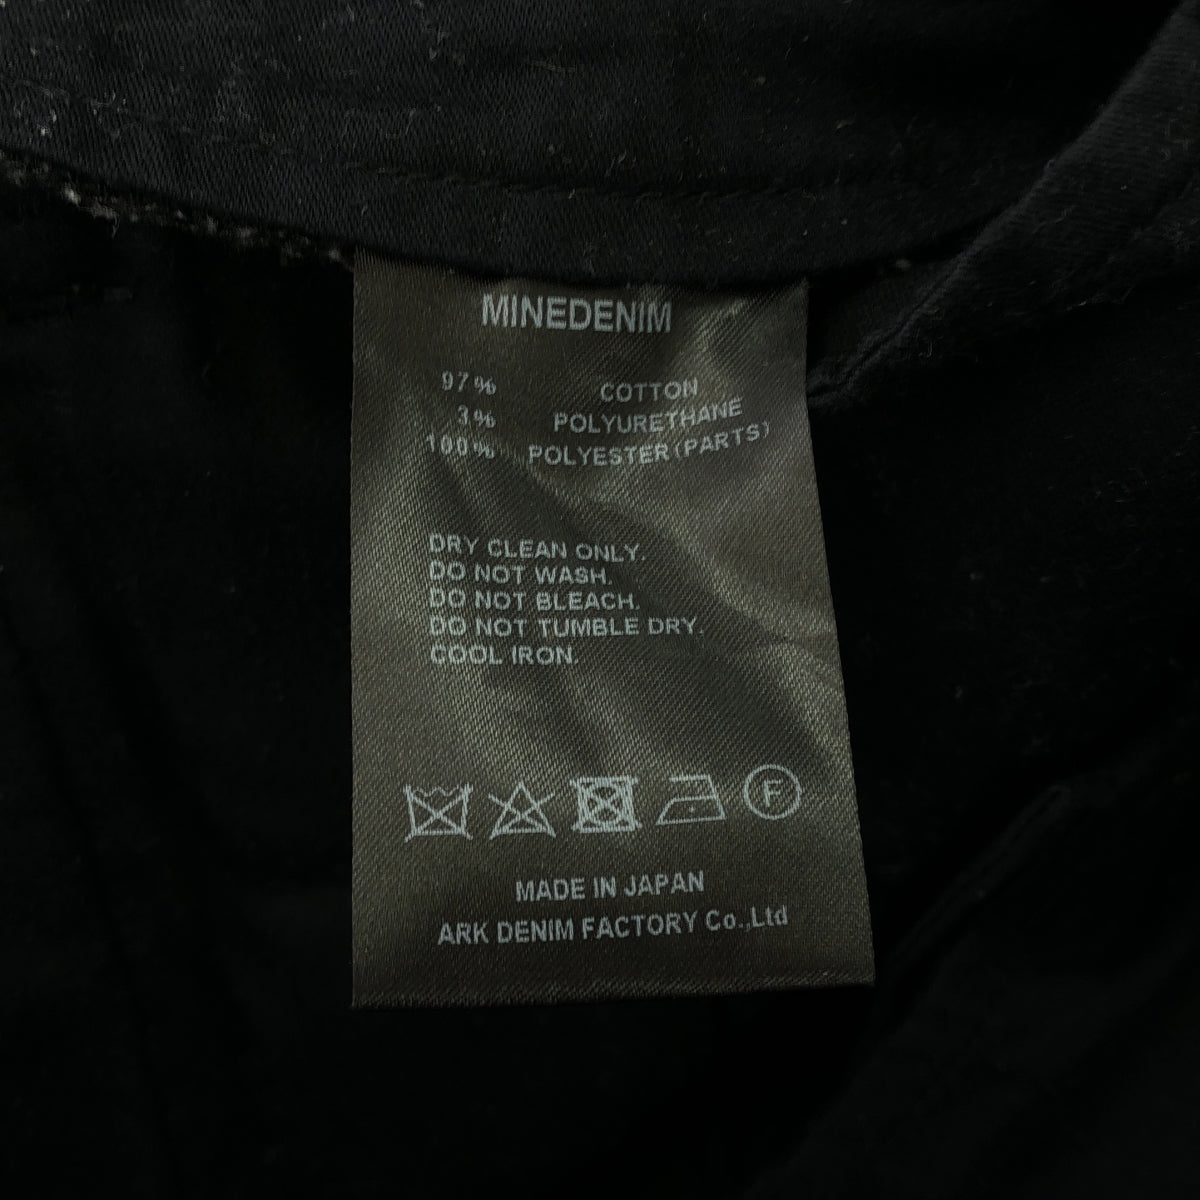 MINEDENIM
97% COTTON
3% POLYURETHANE
100% POLYESTER(PARTS)
DRY CLEAN ONLY.
DO NOT WASH.
DO NOT BLEACH.
DO NOT TUMBLE DRY.
COOL IRON.
F
MADE IN JAPAN
ARK DENIM FACTORY Co.,Ltd